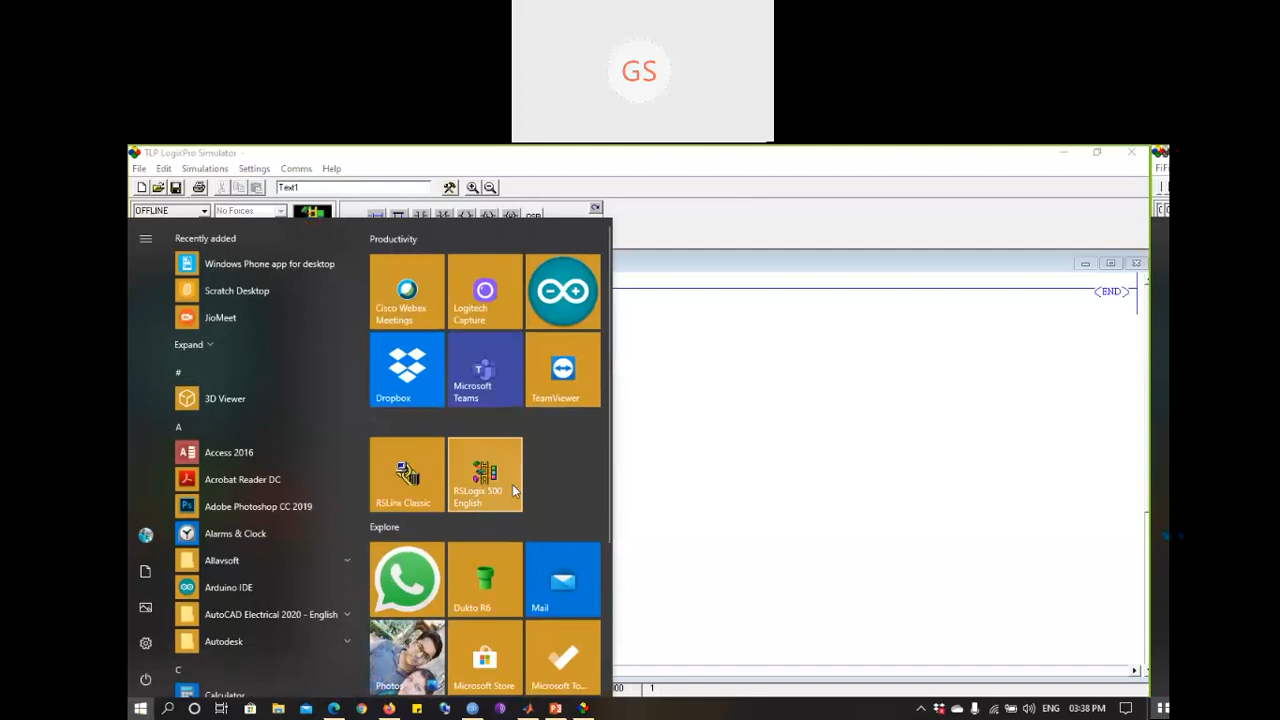 GS
TLP LogixPro Simulator -
File Edit Simulations Settings Comms Help
Text1
OFFLINE
No Forces
OSR
Recently added
Windows Phone app for desktop
Scratch Desktop
JioMeet
Expand
#
3D Viewer
A
Access 2016
Acrobat Reader DC
Adobe Photoshop CC 2019
Alarms & Clock
Allavsoft
Arduino IDE
AutoCAD Electrical 2020 - English
Autodesk
C
Calculator
Productivity
Cisco Webex
Meetings
Logitech
Capture
Dropbox
Microsoft
Teams
TeamViewer
RSLinx Classic
RSLogix 500
English
Explore
Dukto R6
Mail
Photos
Microsoft Store
Microsoft To...
END
1
ENG
03:38 PM